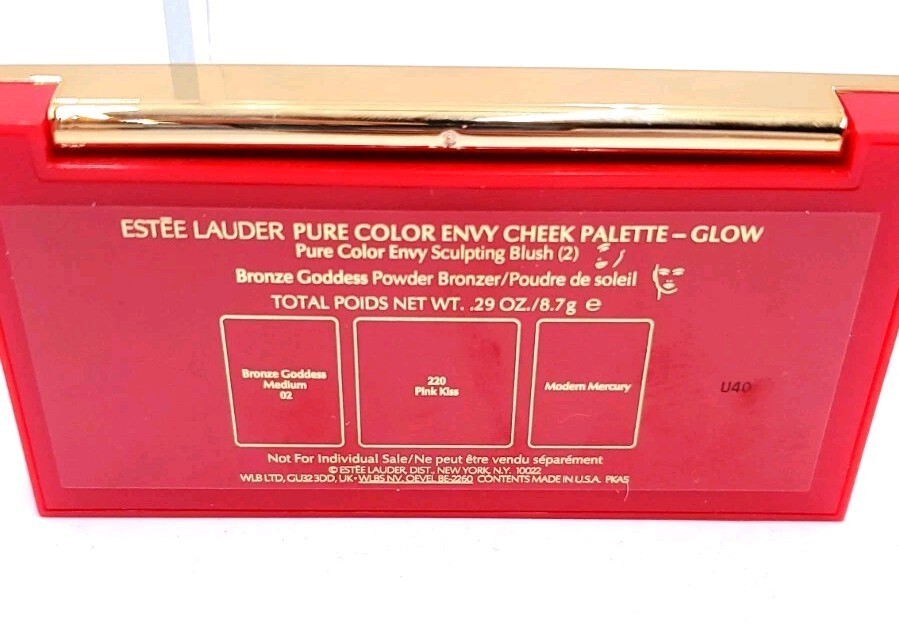 ESTĒE LAUDER PURE COLOR ENVY CHEEK PALETTE – GLOW
Pure Color Envy Sculpting Blush (2)
Bronze Goddess Powder Bronzer/Poudre de soleil
TOTAL POIDS NET WT. .29 OZ./8.7g ℮
Bronze Goddess
Medium
02
220
Pink Kiss
Modern Mercury
U40
Not For Individual Sale/Ne peut être vendu séparément
© ESTĒE LAUDER, DIST., NEW YORK, N.Y. 10022
WLB LTD, GU32 3DD, UK • WLBS NV, OEVEL BE-2260 CONTENTS MADE IN U.S.A. PKA5